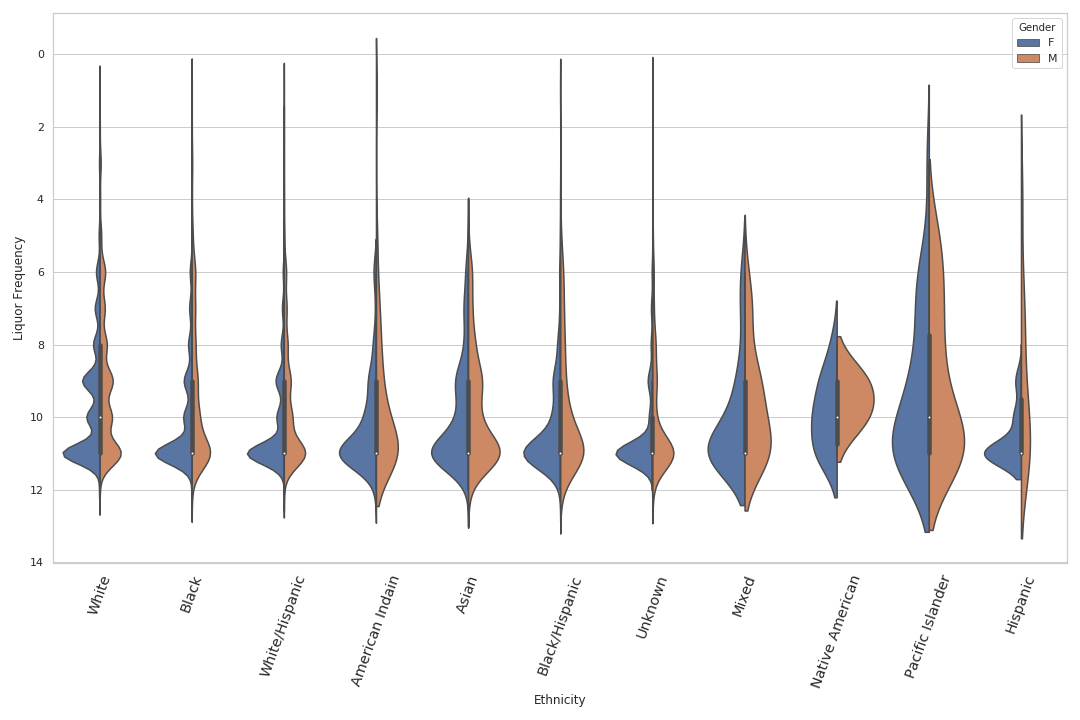 Gender
F
M
0
2
4
6
8
10
12
14
Liquor Frequency
White
Black
White/Hispanic
American Indain
Asian
Black/Hispanic
Unknown
Mixed
Native American
Pacific Islander
Hispanic
Ethnicity